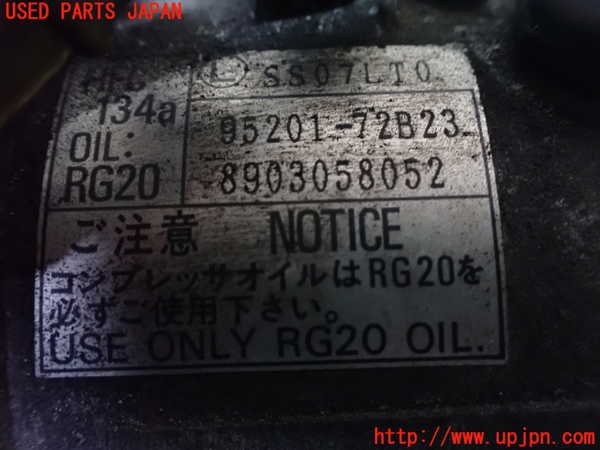 USED PARTS JAPAN
HFC 134a
Ⓛ SS07LT0
OIL: RG20
95201-72B23
8903058052
ご注意 NOTICE
コンプレッサオイルはRG20を
必ずご使用下さい。
USE ONLY RG20 OIL.
http://www.upjpn.com/